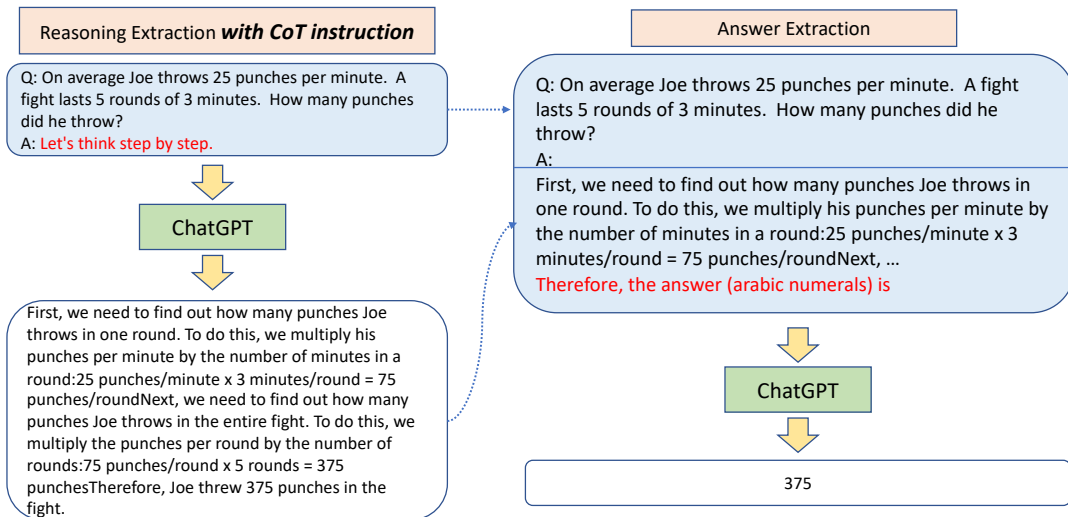 Reasoning Extraction with CoT instruction
Q: On average Joe throws 25 punches per minute.  A
fight lasts 5 rounds of 3 minutes.  How many punches
did he throw?
A: Let's think step by step.
ChatGPT
First, we need to find out how many punches Joe
throws in one round. To do this, we multiply his
punches per minute by the number of minutes in a
round:25 punches/minute x 3 minutes/round = 75
punches/roundNext, we need to find out how many
punches Joe throws in the entire fight. To do this, we
multiply the punches per round by the number of
rounds:75 punches/round x 5 rounds = 375
punchesTherefore, Joe threw 375 punches in the
fight.
Answer Extraction
Q: On average Joe throws 25 punches per minute.  A fight
lasts 5 rounds of 3 minutes.  How many punches did he
throw?
A:
First, we need to find out how many punches Joe throws in
one round. To do this, we multiply his punches per minute by
the number of minutes in a round:25 punches/minute x 3
minutes/round = 75 punches/roundNext, ...
Therefore, the answer (arabic numerals) is
ChatGPT
375